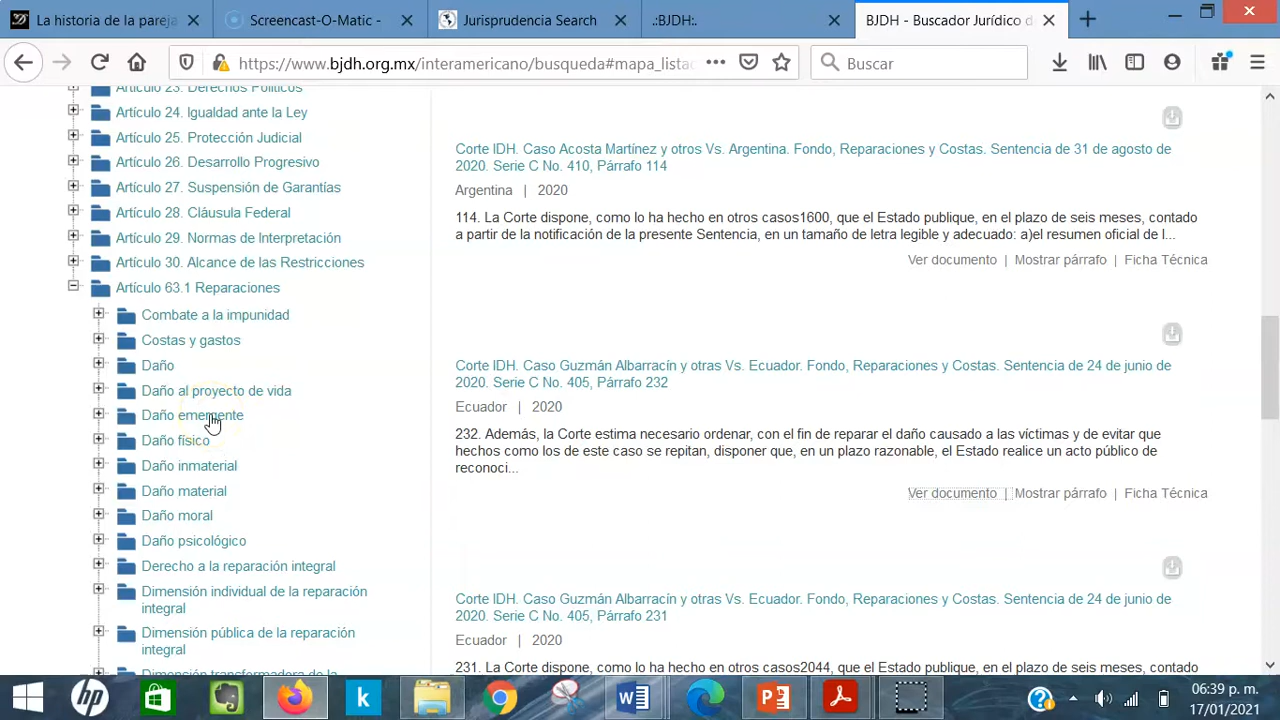 La historia de la pareja
Screencast-O-Matic -
Jurisprudencia Search
.:BJDH:.
BJDH - Buscador Jurídico d
https://www.bjdh.org.mx/interamericano/busqueda#mapa_lista
Buscar
Artículo 23. Derechos Políticos
Artículo 24. Igualdad ante la Ley
Artículo 25. Protección Judicial
Artículo 26. Desarrollo Progresivo
Artículo 27. Suspensión de Garantías
Artículo 28. Cláusula Federal
Artículo 29. Normas de Interpretación
Artículo 30. Alcance de las Restricciones
Artículo 63.1 Reparaciones
Combate a la impunidad
Costas y gastos
Daño
Daño al proyecto de vida
Daño emergente
Daño físico
Daño inmaterial
Daño material
Daño moral
Daño psicológico
Derecho a la reparación integral
Dimensión individual de la reparación
integral
Dimensión pública de la reparación
integral
Dimensión transformadora de la
Corte IDH. Caso Acosta Martínez y otros Vs. Argentina. Fondo, Reparaciones y Costas. Sentencia de 31 de agosto de
2020. Serie C No. 410, Párrafo 114
Argentina | 2020
114. La Corte dispone, como lo ha hecho en otros casos1600, que el Estado publique, en el plazo de seis meses, contado
a partir de la notificación de la presente Sentencia, en un tamaño de letra legible y adecuado: a)el resumen oficial de l...
Ver documento | Mostrar párrafo | Ficha Técnica
Corte IDH. Caso Guzmán Albarracín y otras Vs. Ecuador. Fondo, Reparaciones y Costas. Sentencia de 24 de junio de
2020. Serie C No. 405, Párrafo 232
Ecuador | 2020
232. Además, la Corte estima necesario ordenar, con el fin de reparar el daño causado a las víctimas y de evitar que
hechos como los de este caso se repitan, disponer que, en un plazo razonable, el Estado realice un acto público de
reconoci...
Ver documento | Mostrar párrafo | Ficha Técnica
Corte IDH. Caso Guzmán Albarracín y otras Vs. Ecuador. Fondo, Reparaciones y Costas. Sentencia de 24 de junio de
2020. Serie C No. 405, Párrafo 231
Ecuador | 2020
231. La Corte dispone, como lo ha hecho en otros casos2044, que el Estado publique, en el plazo de seis meses, contado
06:39 p. m.
17/01/2021